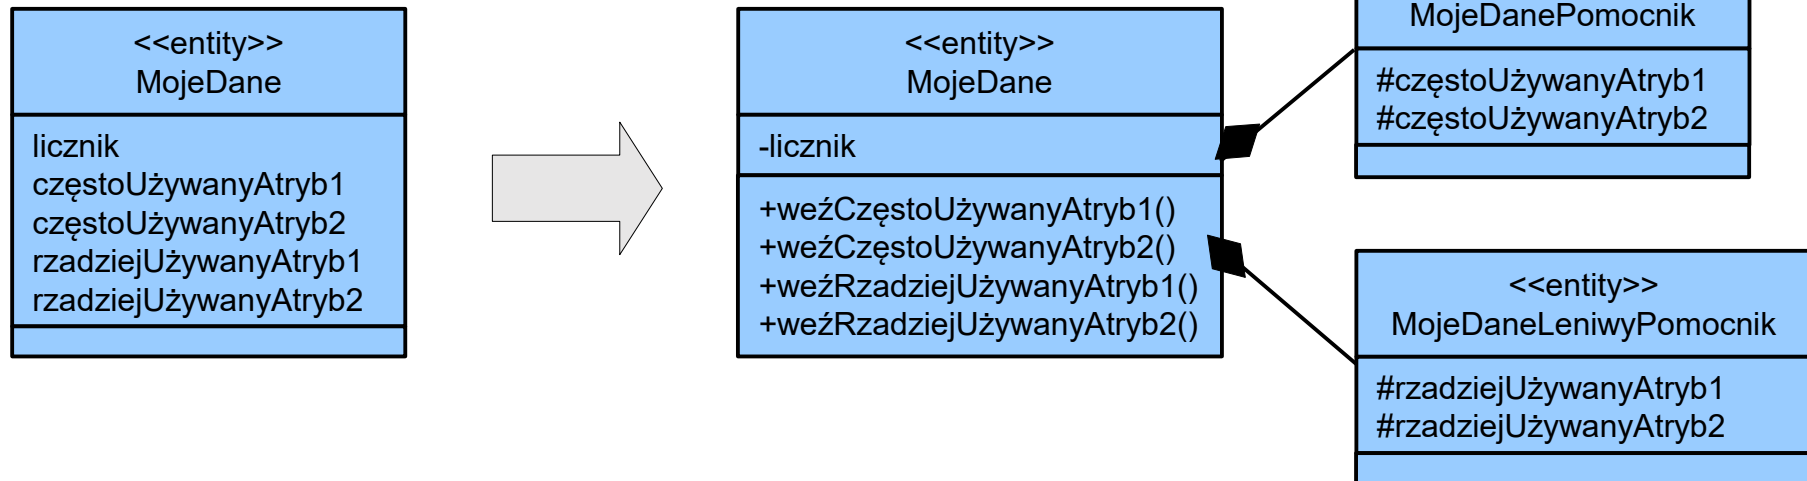 <<entity>>
MojeDane
licznik
częstoUżywanyAtryb1
częstoUżywanyAtryb2
rzadziejUżywanyAtryb1
rzadziejUżywanyAtryb2
<<entity>>
MojeDane
-licznik
+weźCzęstoUżywanyAtryb1()
+weźCzęstoUżywanyAtryb2()
+weźRzadziejUżywanyAtryb1()
+weźRzadziejUżywanyAtryb2()
MojeDanePomocnik
#częstoUżywanyAtryb1
#częstoUżywanyAtryb2
<<entity>>
MojeDaneLeniwyPomocnik
#rzadziejUżywanyAtryb1
#rzadziejUżywanyAtryb2